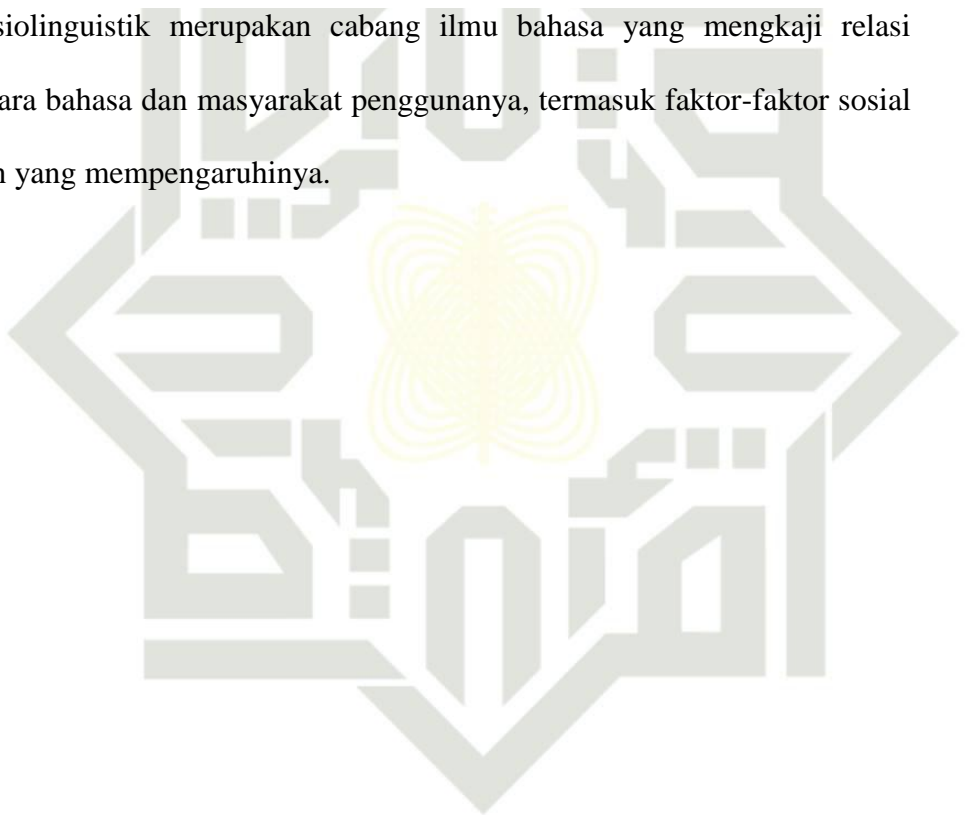 siolinguistik merupakan cabang ilmu bahasa yang mengkaji relasi
ara bahasa dan masyarakat penggunanya, termasuk faktor-faktor sosial
n yang mempengaruhinya.